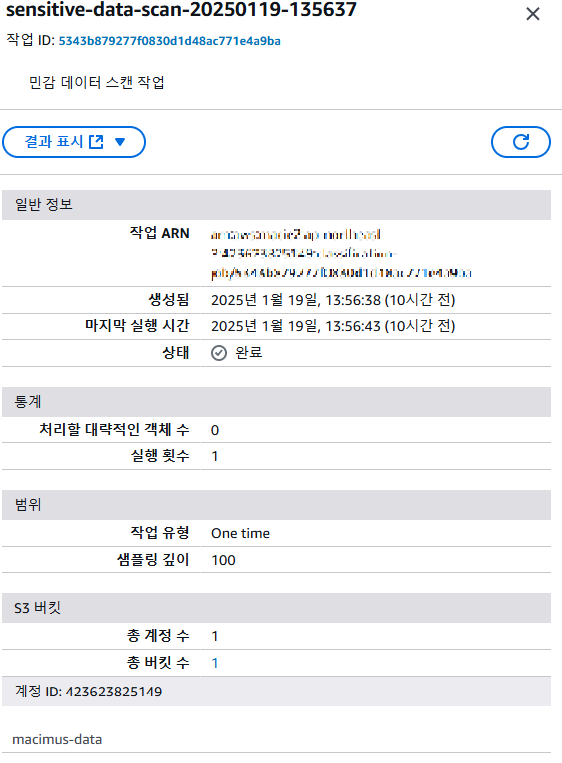 sensitive-data-scan-20250119-135637
작업 ID: 5343b879277f0830d1d48ac771e4a9ba
민감 데이터 스캔 작업
결과 표시
일반 정보
작업 ARN
생성됨 2025년 1월 19일, 13:56:38 (10시간 전)
마지막 실행 시간 2025년 1월 19일, 13:56:43 (10시간 전)
상태 완료
통계
처리할 대략적인 객체 수 0
실행 횟수 1
범위
작업 유형 One time
샘플링 깊이 100
S3 버킷
총 계정 수 1
총 버킷 수 1
계정 ID: 423623825149
macimus-data